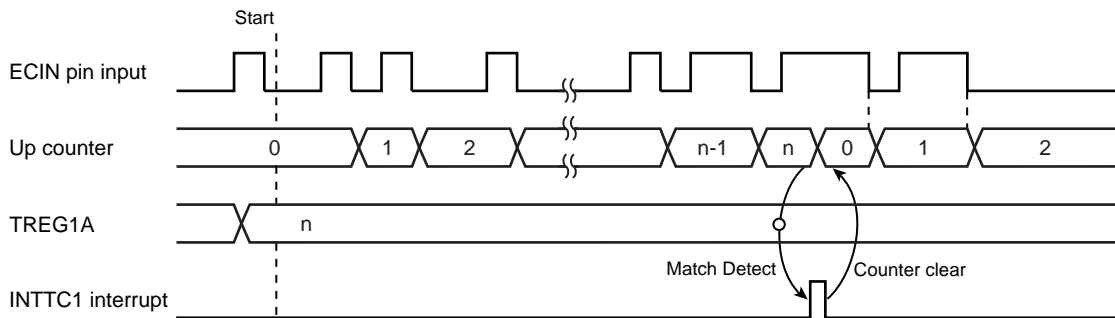 Start
ECIN pin input
Up counter 0 1 2 n-1 n 0 1 2
TREG1A n
Match Detect Counter clear
INTTC1 interrupt